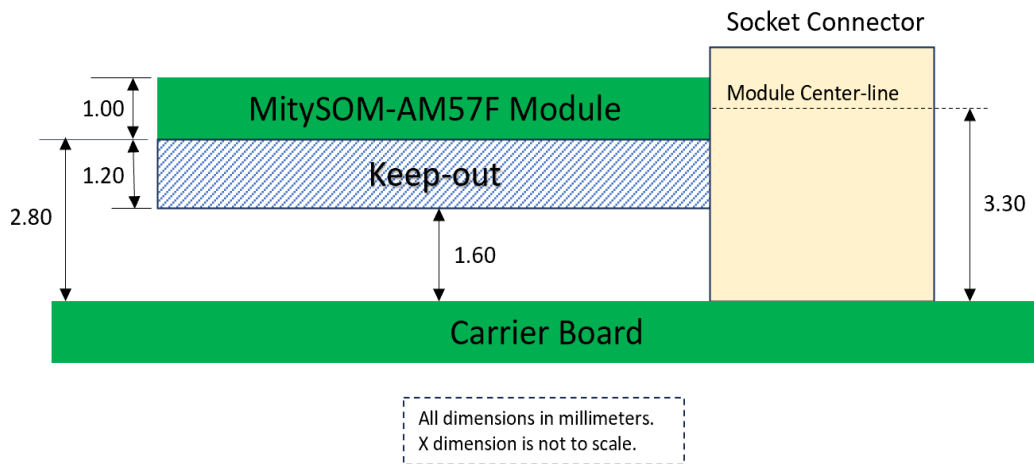 Socket Connector
1.00
MitySOM-AM57F Module
Module Center-line
1.20
Keep-out
2.80
3.30
1.60
Carrier Board
All dimensions in millimeters.
X dimension is not to scale.